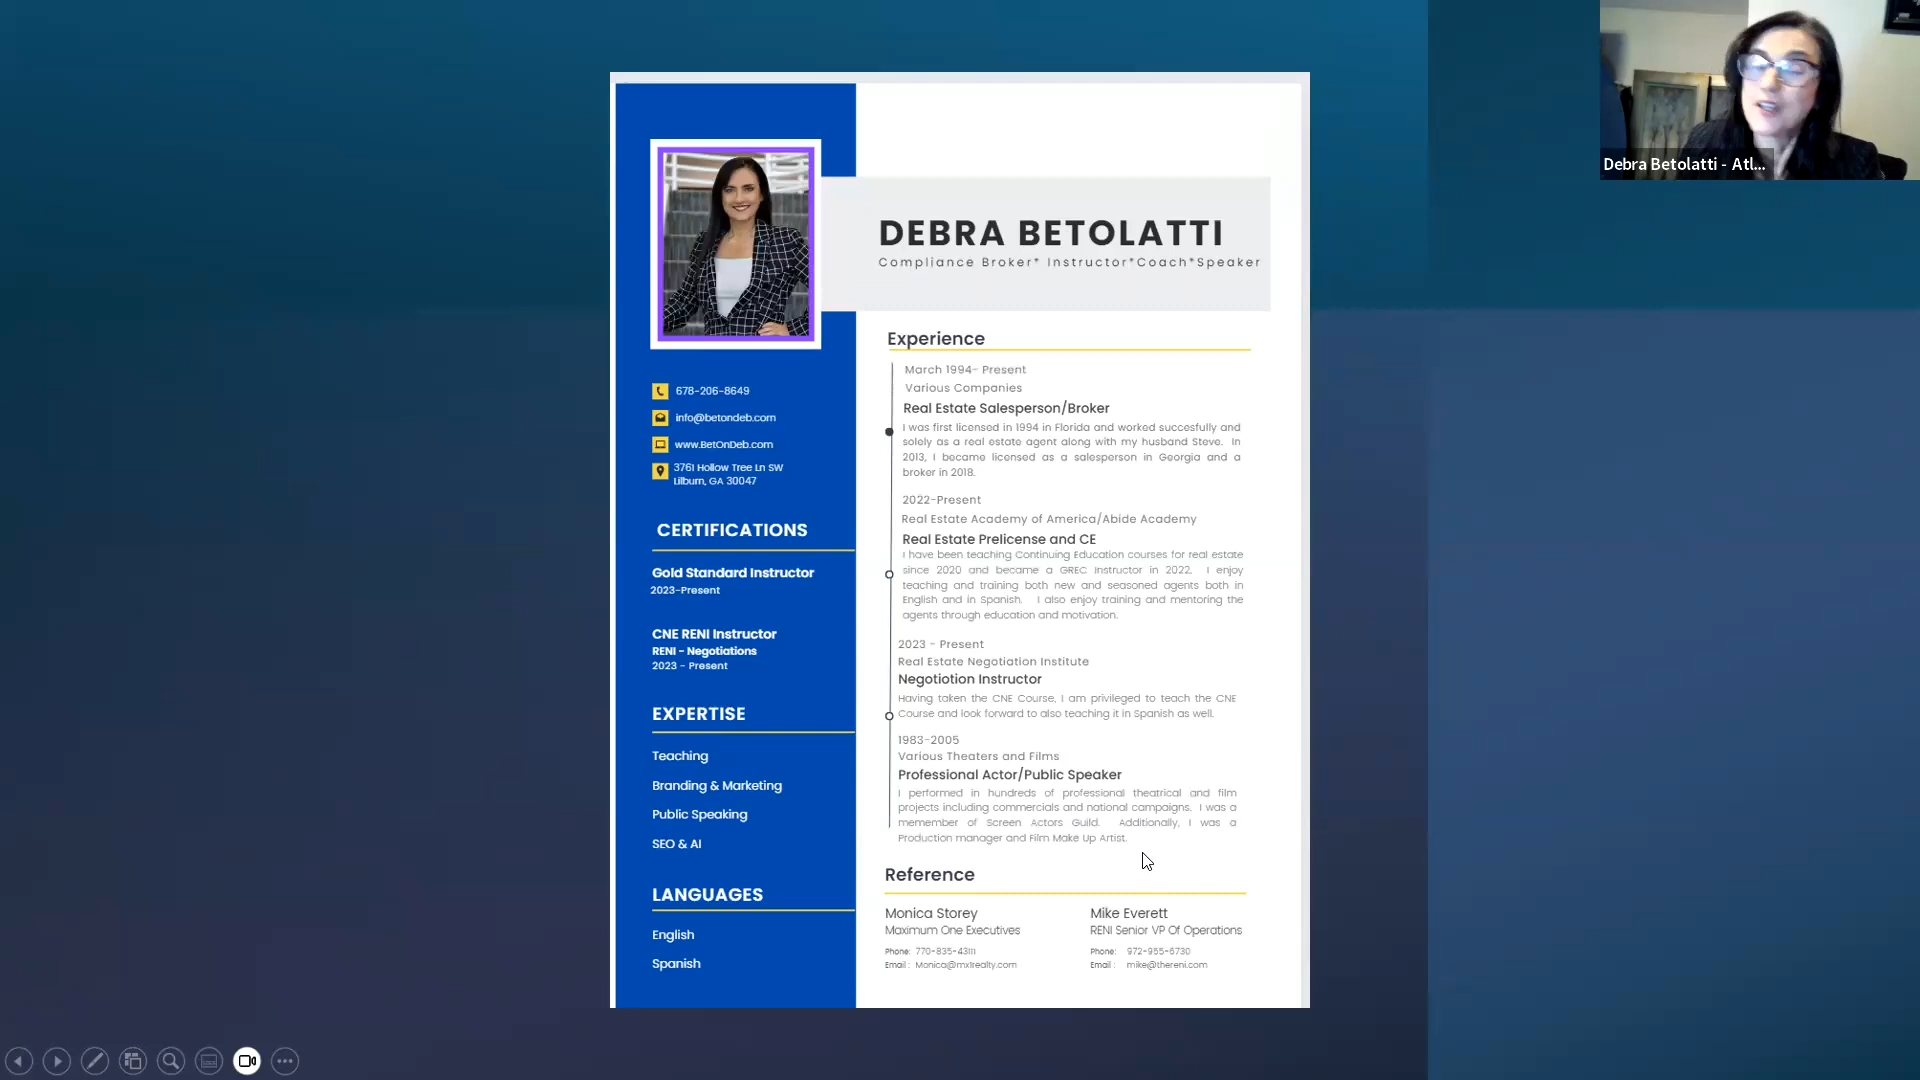 Debra Betolatti - Atl...
DEBRA BETOLATTI
Compliance Broker* Instructor*Coach*Speaker
678-206-8649
info@betondeb.com
www.BetOnDeb.com
3761 Hollow Tree Ln SW
Lilburn, GA 30047
CERTIFICATIONS
Gold Standard Instructor
2023-Present
CNE RENI Instructor
RENI - Negotiations
2023 - Present
EXPERTISE
Teaching
Branding & Marketing
Public Speaking
SEO & AI
LANGUAGES
English
Spanish
Experience
March 1994- Present
Various Companies
Real Estate Salesperson/Broker
I was first licensed in 1994 in Florida and worked succesfully and
solely as a real estate agent along with my husband Steve. In
2013, I became licensed as a salesperson in Georgia and a
broker in 2018.
2022-Present
Real Estate Academy of America/Abide Academy
Real Estate Prelicense and CE
I have been teaching Continuing Education courses for real estate
since 2020 and became a GREC Instructor in 2022. I enjoy
teaching and training both new and seasoned agents both in
English and in Spanish. I also enjoy training and mentoring the
agents through education and motivation.
2023 - Present
Real Estate Negotiation Institute
Negotiotion Instructor
Having taken the CNE Course, I am privileged to teach the CNE
Course and look forward to also teaching it in Spanish as well.
1983-2005
Various Theaters and Films
Professional Actor/Public Speaker
I performed in hundreds of professional theatrical and film
projects including commercials and national campaigns. I was a
memember of Screen Actors Guild. Additionally, I was a
Production manager and Film Make Up Artist.
Reference
Monica Storey
Maximum One Executives
Phone: 770-835-43111
Email : Monica@mx1realty.com
Mike Everett
RENI Senior VP Of Operations
Phone: 972-955-6730
Email : mike@thereni.com